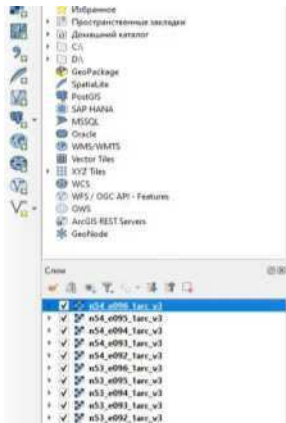 Избранное
Пространственные закладки
Домашний каталог
C:\
D:\
GeoPackage
SpatiaLite
PostGIS
SAP HANA
MSSQL
Oracle
WMS/WMTS
Vector Tiles
XYZ Tiles
WCS
WFS / OGC API - Features
OWS
ArcGIS REST Servers
GeoNode
Слои
n54_e096_1arc_v3
n54_e095_1arc_v3
n54_e094_1arc_v3
n54_e093_1arc_v3
n54_e092_1arc_v3
n53_e096_1arc_v3
n53_e095_1arc_v3
n53_e094_1arc_v3
n53_e093_1arc_v3
n53_e092_1arc_v3